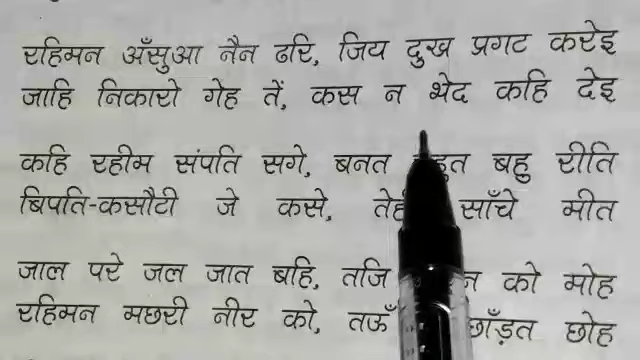 रहिमन अँसुआ नैन ढरि, जिय दुख प्रगट करेइ
जाहि निकारो गेह तें, कस न भेद कहि देइ
कहि रहीम संपति सगे, बनत बहु रीति
बिपति-कसौटी जे कसे, साँचे मीत
जाल परे जल जात बहि, तजि को मोह
रहिमन मछरी नीर को, तऊ छाँड़त छोह